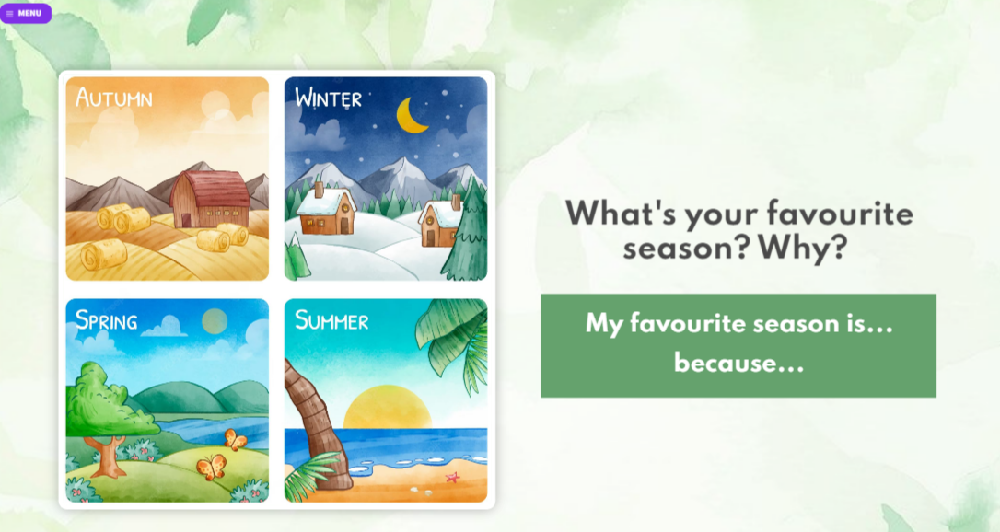 MENU
AUTUMN
WINTER
SPRING
SUMMER
What's your favourite
season? Why?
My favourite season is...
because...